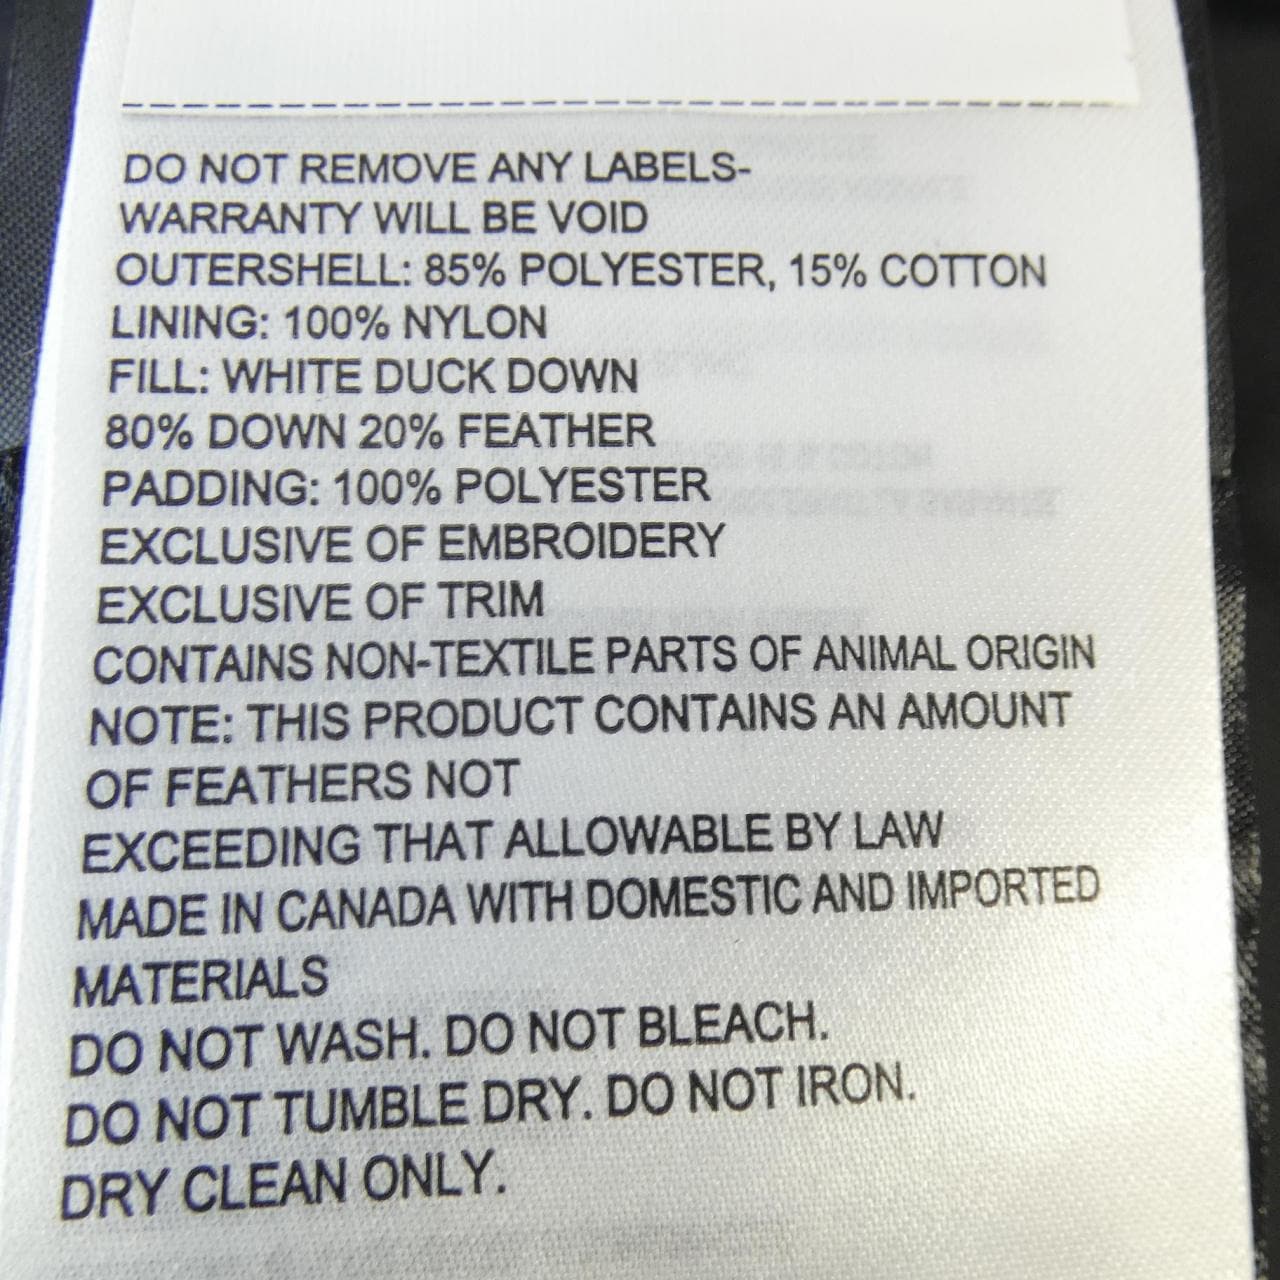 DO NOT REMOVE ANY LABELS-
WARRANTY WILL BE VOID
OUTERSHELL: 85% POLYESTER, 15% COTTON
LINING: 100% NYLON
FILL: WHITE DUCK DOWN
80% DOWN 20% FEATHER
PADDING: 100% POLYESTER
EXCLUSIVE OF EMBROIDERY
EXCLUSIVE OF TRIM
CONTAINS NON-TEXTILE PARTS OF ANIMAL ORIGIN
NOTE: THIS PRODUCT CONTAINS AN AMOUNT
OF FEATHERS NOT
EXCEEDING THAT ALLOWABLE BY LAW
MADE IN CANADA WITH DOMESTIC AND IMPORTED
MATERIALS
DO NOT WASH. DO NOT BLEACH.
DO NOT TUMBLE DRY. DO NOT IRON.
DRY CLEAN ONLY.